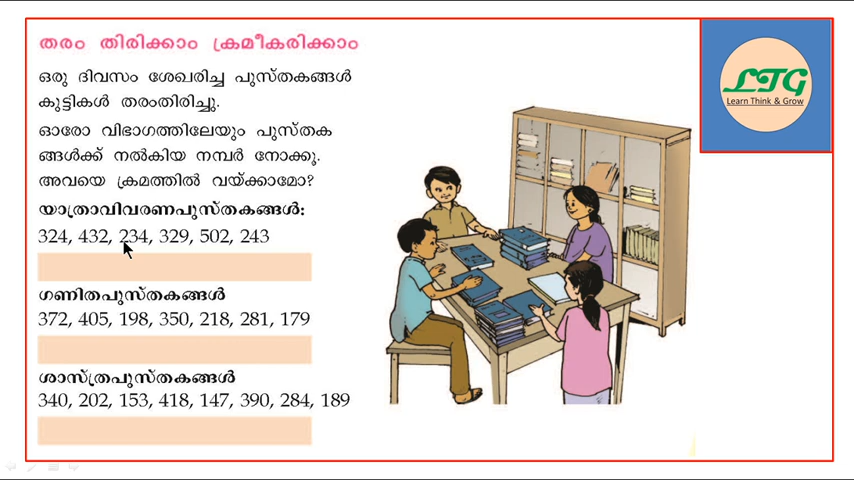 തരം തിരിക്കാം ക്രമീകരിക്കാം
ഒരു ദിവസം ശേഖരിച്ച പുസ്തകങ്ങൾ
കുട്ടികൾ തരംതിരിച്ചു.
ഓരോ വിഭാഗത്തിലേയും പുസ്തക
ങ്ങൾക്ക് നൽകിയ നമ്പർ നോക്കൂ.
അവയെ ക്രമത്തിൽ വയ്ക്കാമോ?
യാത്രാവിവരണപുസ്തകങ്ങൾ:
324, 432, 234, 329, 502, 243
ഗണിതപുസ്തകങ്ങൾ
372, 405, 198, 350, 218, 281, 179
ശാസ്ത്രപുസ്തകങ്ങൾ
340, 202, 153, 418, 147, 390, 284, 189
LTG
Learn Think & Grow